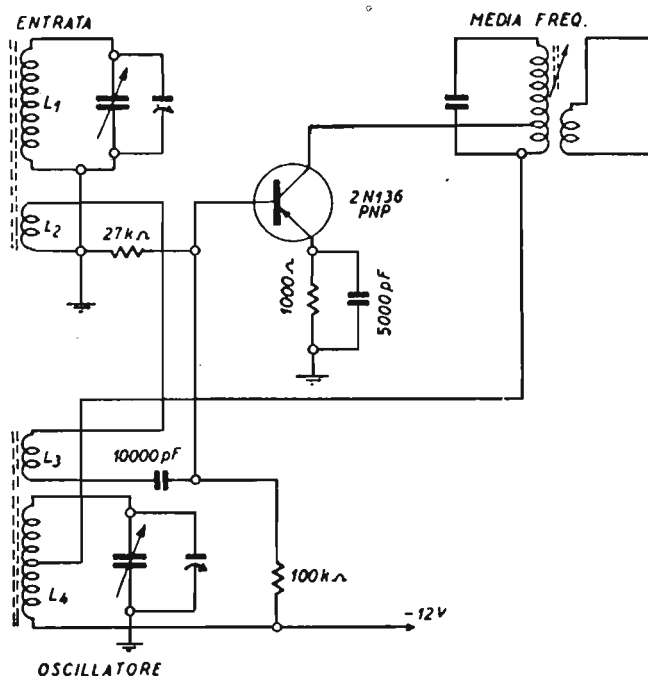 ENTRATA
MEDIA FREQ.
L1
2N136
PNP
L2
27kΩ
1000Ω
5000pF
L3
10000pF
L4
100kΩ
-12V
OSCILLATORE